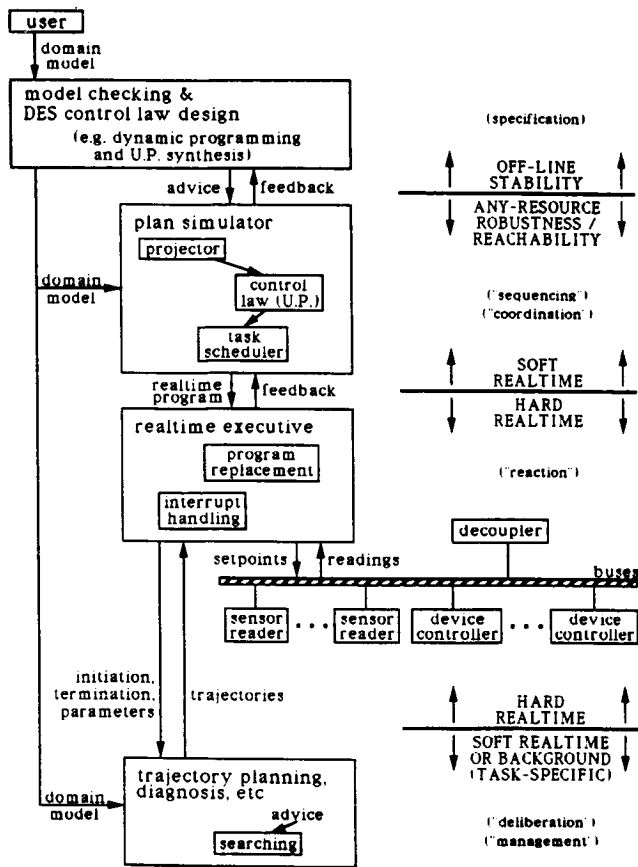 user
domain
model
model checking &
DES control law design
(e.g. dynamic programming
and U.P. synthesis)
(specification)
advice
feedback
OFF-LINE
STABILITY
ANY-RESOURCE
ROBUSTNESS /
REACHABILITY
plan simulator
projector
domain
model
control
law (U.P.)
task
scheduler
("sequencing")
("coordination")
realtime
program
feedback
SOFT
REALTIME
HARD
REALTIME
realtime executive
program
replacement
interrupt
handling
("reaction")
setpoints
readings
decoupler
buses
sensor
reader
...
sensor
reader
device
controller
...
device
controller
initiation,
termination,
parameters
trajectories
HARD
REALTIME
SOFT REALTIME
OR BACKGROUND
(TASK-SPECIFIC)
trajectory planning,
diagnosis, etc
domain
model
advice
searching
("deliberation")
("management")